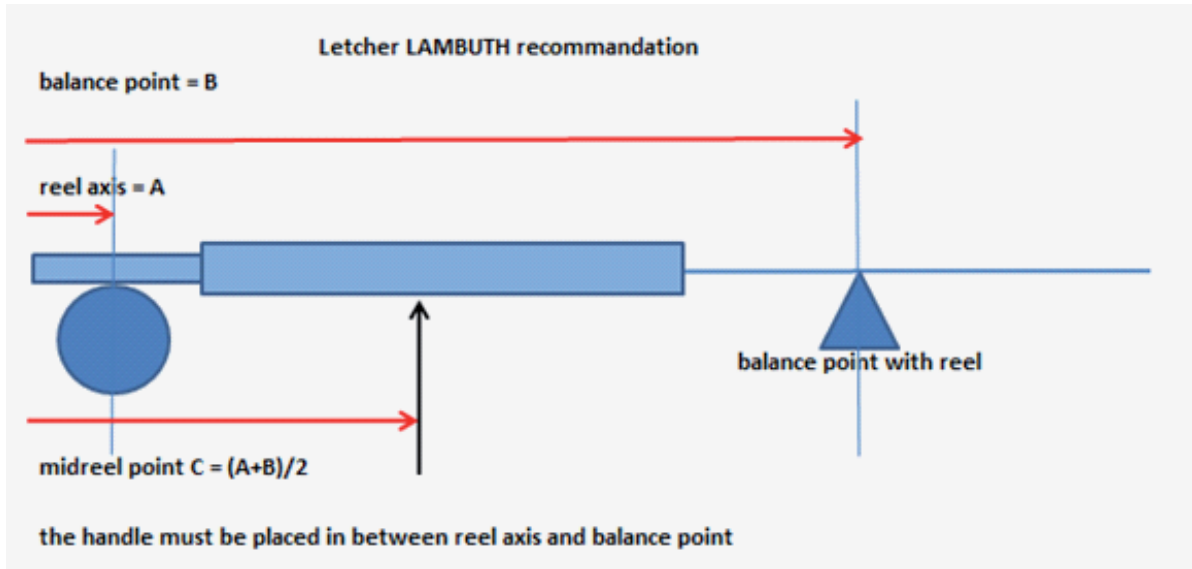 Letcher LAMBUTH recommandation
balance point = B
reel axis = A
balance point with reel
midreel point C = (A+B)/2
the handle must be placed in between reel axis and balance point